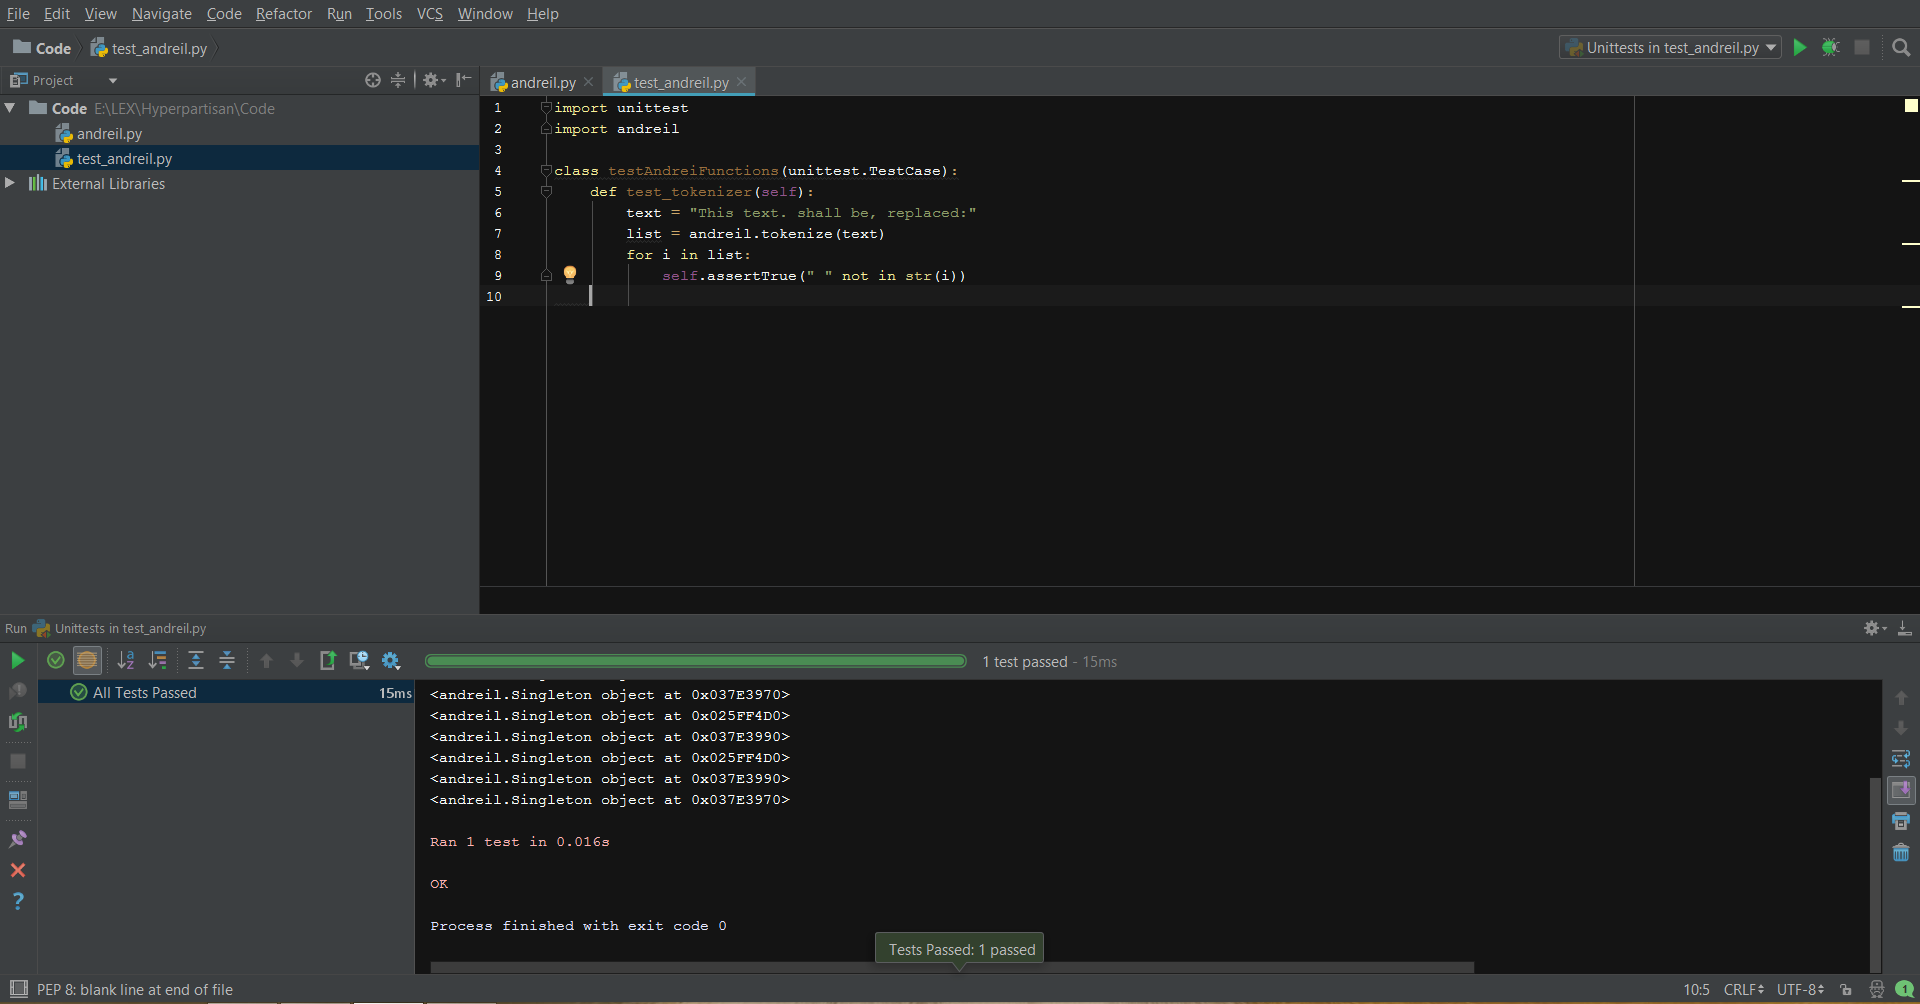 File Edit View Navigate Code Refactor Run Tools VCS Window Help
Code test_andreil.py
Unittests in test_andreil.py
Project
andreil.py test_andreil.py
Code E:\LEX\Hyperpartisan\Code
andreil.py
test_andreil.py
External Libraries
1 import unittest
2 import andreil
3
4 class testAndreiFunctions(unittest.TestCase):
5 def test_tokenizer(self):
6 text = "This text. shall be, replaced:"
7 list = andreil.tokenize(text)
8 for i in list:
9 self.assertTrue(" " not in str(i))
10
Run Unittests in test_andreil.py
1 test passed - 15ms
All Tests Passed 15ms
<andreil.Singleton object at 0x037E3970>
<andreil.Singleton object at 0x025FF4D0>
<andreil.Singleton object at 0x037E3990>
<andreil.Singleton object at 0x025FF4D0>
<andreil.Singleton object at 0x037E3990>
<andreil.Singleton object at 0x037E3970>
Ran 1 test in 0.016s
OK
Process finished with exit code 0
Tests Passed: 1 passed
PEP 8: blank line at end of file
10:5 CRLF UTF-8 1